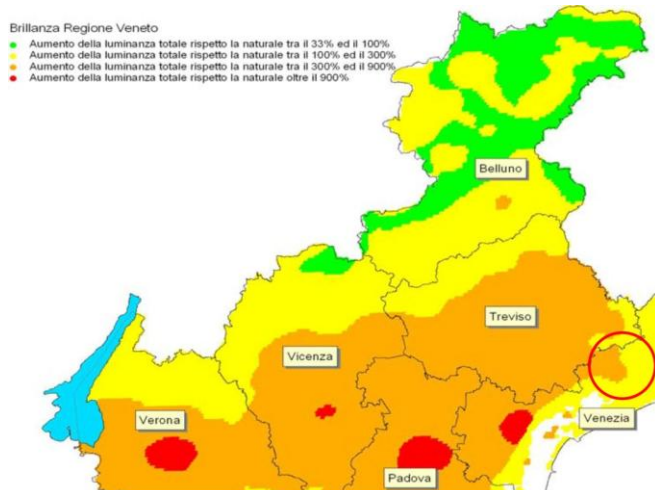 Brillanza Regione Veneto
Aumento della luminanza totale rispetto la naturale tra il 33% ed il 100%
Aumento della luminanza totale rispetto la naturale tra il 100% ed il 300%
Aumento della luminanza totale rispetto la naturale tra il 300% ed il 900%
Aumento della luminanza totale rispetto la naturale oltre il 900%
Belluno
Treviso
Vicenza
Venezia
Verona
Padova